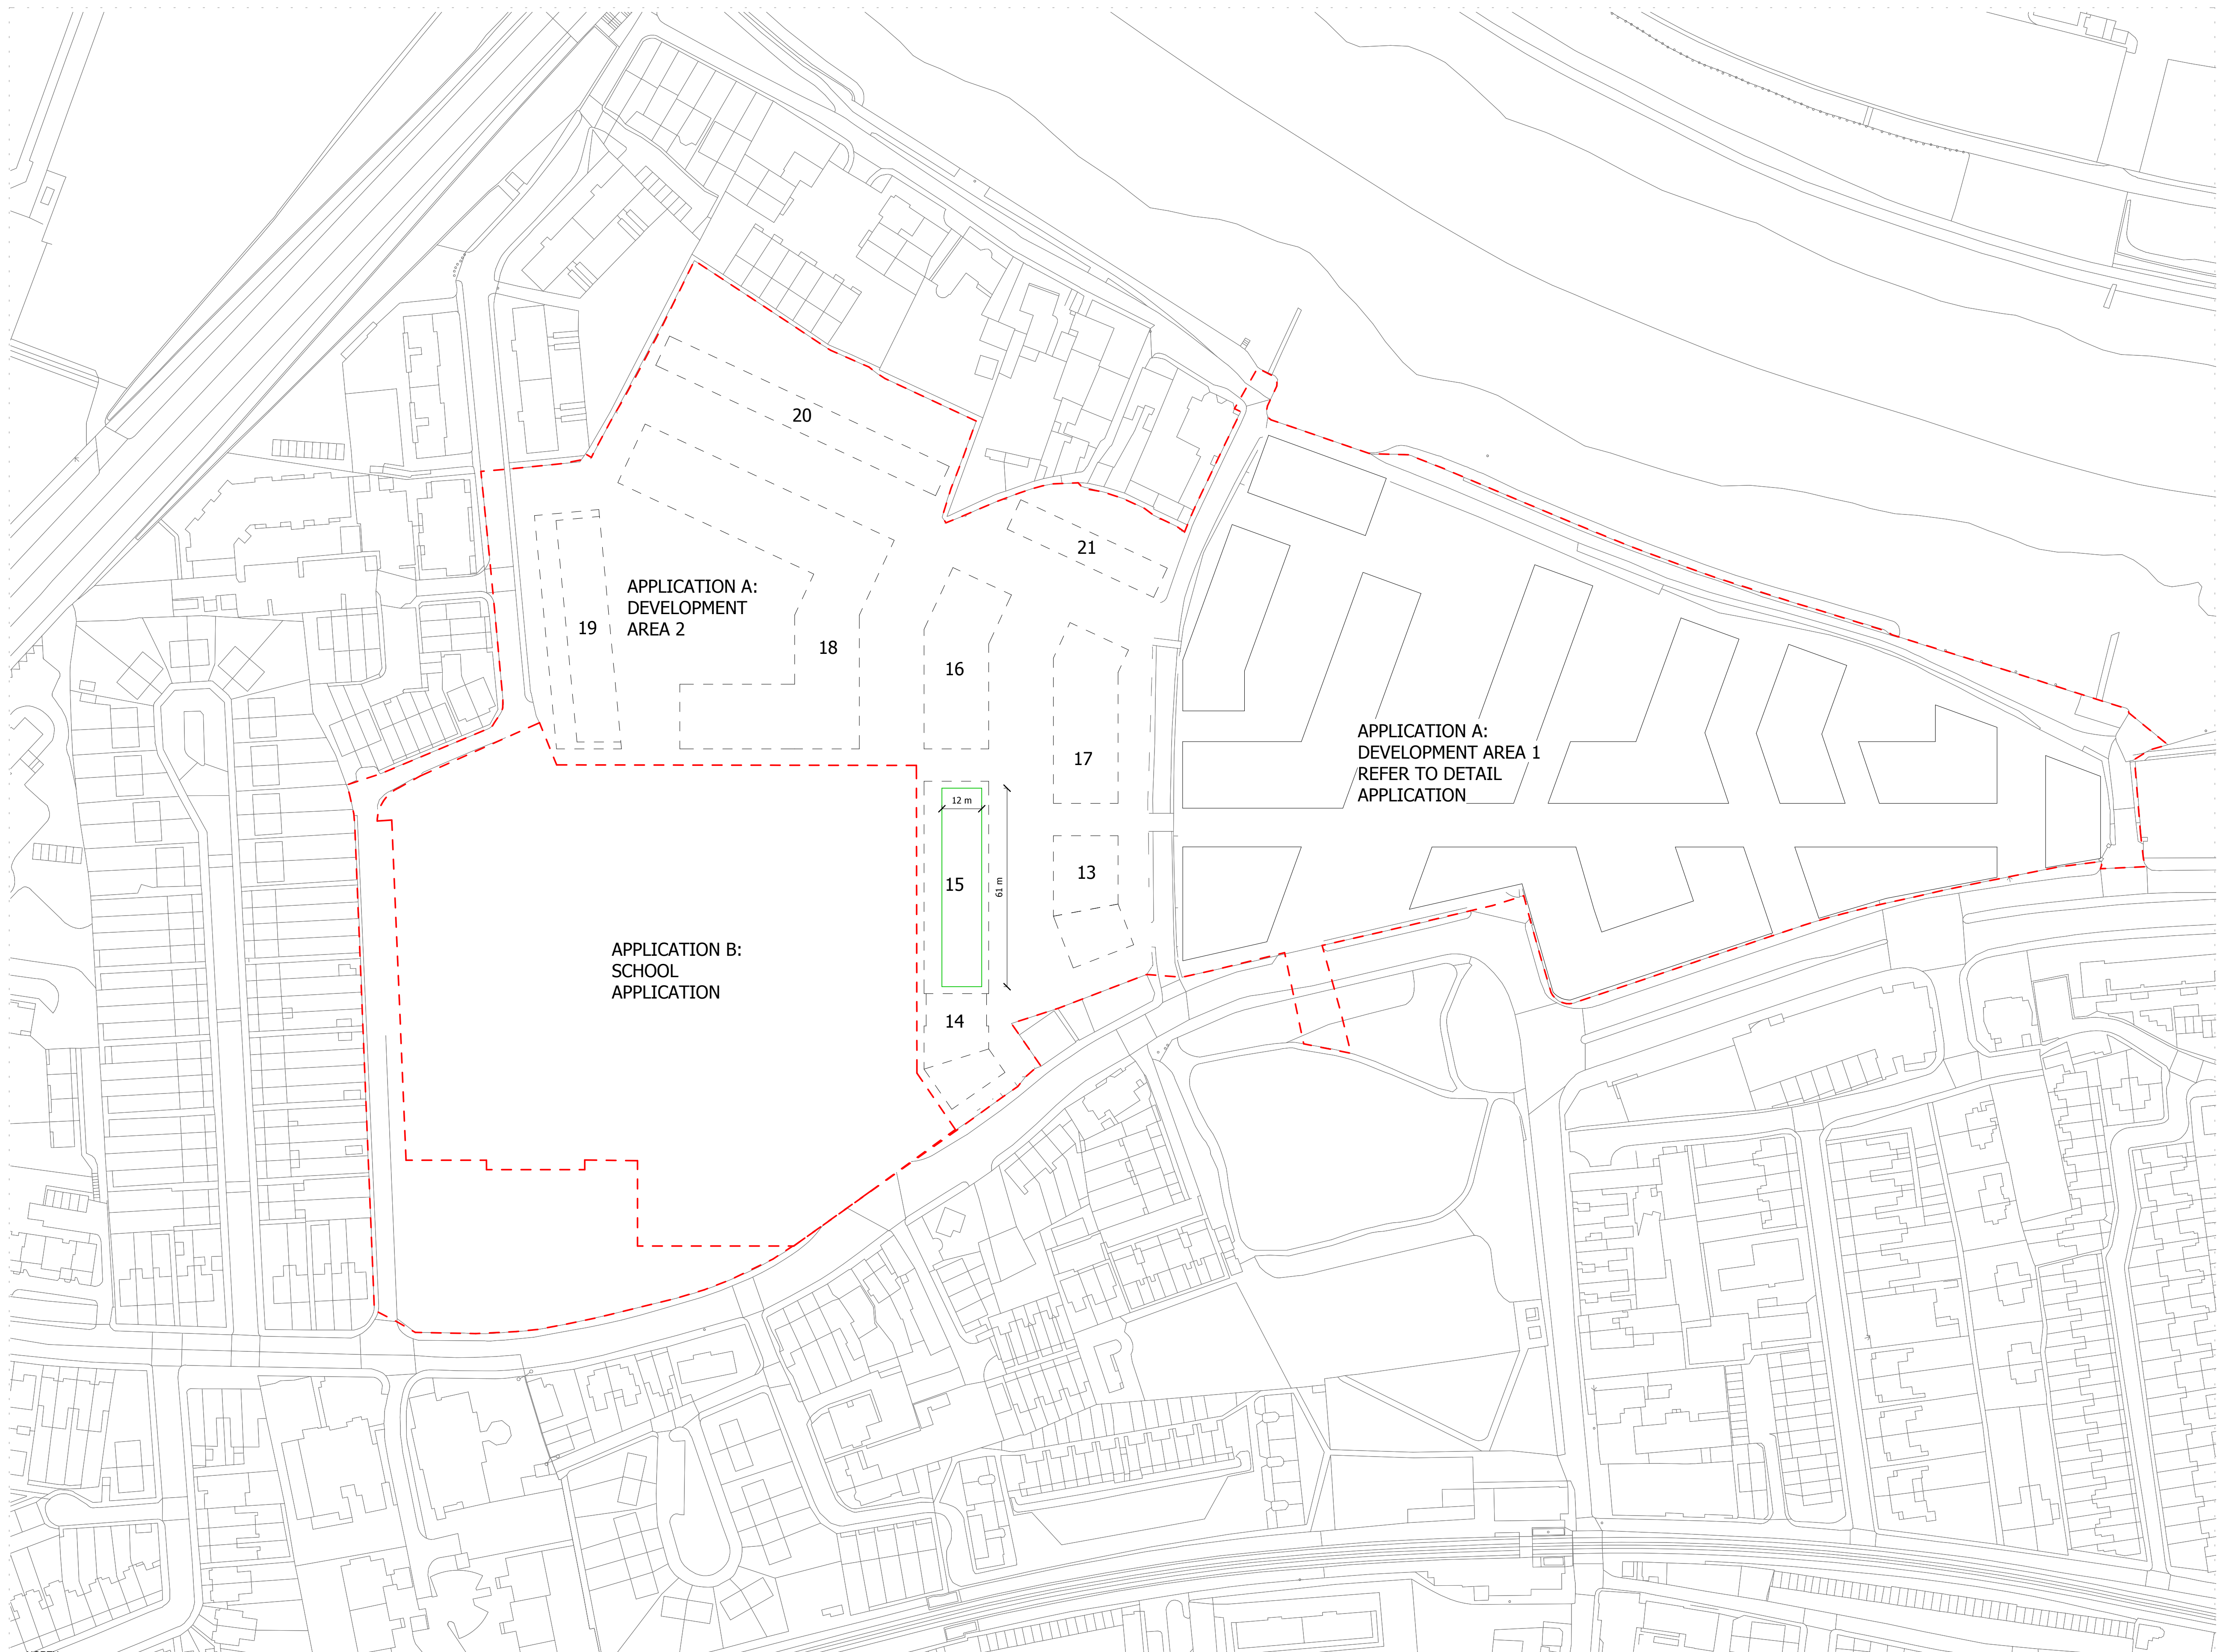 20
21
APPLICATION A:
DEVELOPMENT
AREA 2
19
18
16
17
APPLICATION A:
DEVELOPMENT AREA 1
REFER TO DETAIL
APPLICATION
12 m
15
61 m
13
APPLICATION B:
SCHOOL
APPLICATION
14